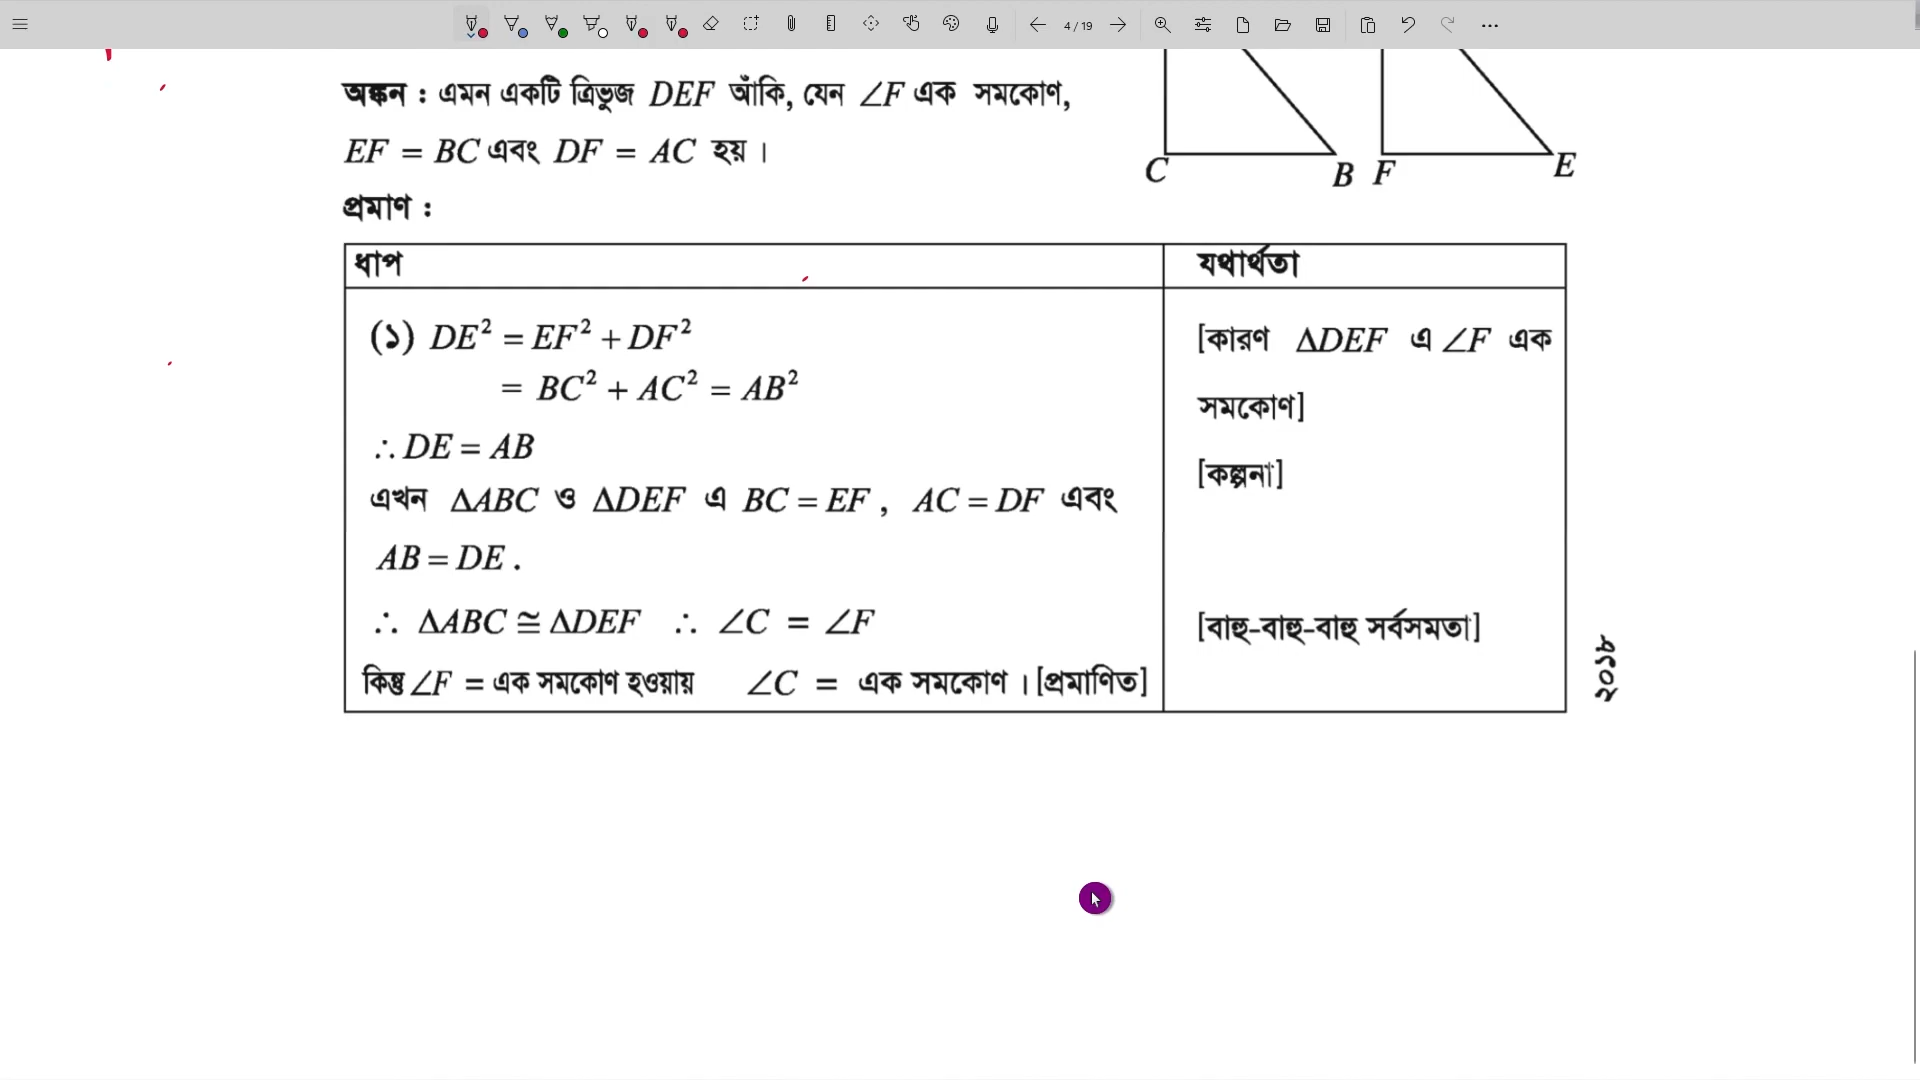 4 / 19
অঙ্কন : এমন একটি ত্রিভুজ DEF আঁকি, যেন ∠F এক সমকোণ,
EF = BC এবং DF = AC হয় ।
C B F E
প্রমাণ :
ধাপ যথার্থতা
(১) DE² = EF² + DF² [কারণ ΔDEF এ ∠F এক
= BC² + AC² = AB² সমকোণ]
∴ DE = AB [কল্পনা]
এখন ΔABC ও ΔDEF এ BC = EF , AC = DF এবং
AB = DE .
∴ ΔABC ≅ ΔDEF ∴ ∠C = ∠F [বাহু-বাহু-বাহু সর্বসমতা]
কিন্তু ∠F = এক সমকোণ হওয়ায় ∠C = এক সমকোণ । [প্রমাণিত]
২০১৮